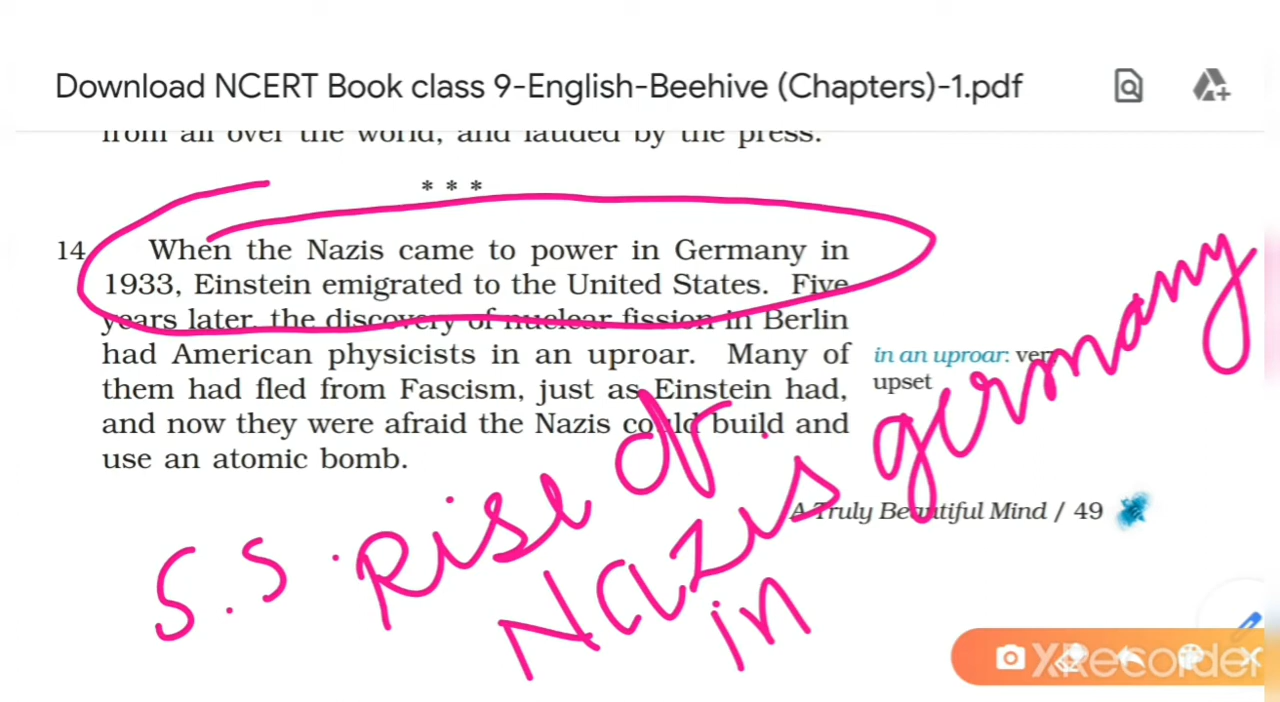 Download NCERT Book class 9-English-Beehive (Chapters)-1.pdf
from all over the world, and lauded by the press.
* * *
14 When the Nazis came to power in Germany in
1933, Einstein emigrated to the United States. Five
years later, the discovery of nuclear fission in Berlin
had American physicists in an uproar. Many of
them had fled from Fascism, just as Einstein had,
and now they were afraid the Nazis could build and
use an atomic bomb.
in an uproar: very
upset
A Truly Beautiful Mind / 49
S.S. Rise of
Nazis germany
in
XRecorder